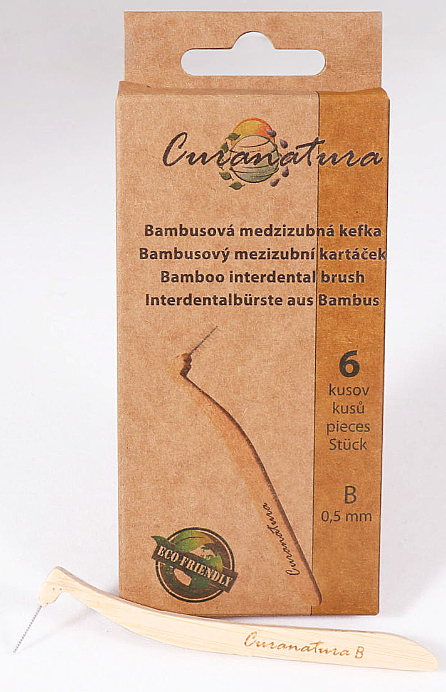 Curanatura
Bambusová medzizubná kefka
Bambusový mezizubní kartáček
Bamboo interdental brush
Interdentalbürste aus Bambus
6
kusov
kusů
pieces
Stück
B
0,5 mm
Curanatura
ECO FRIENDLY
Curanatura B